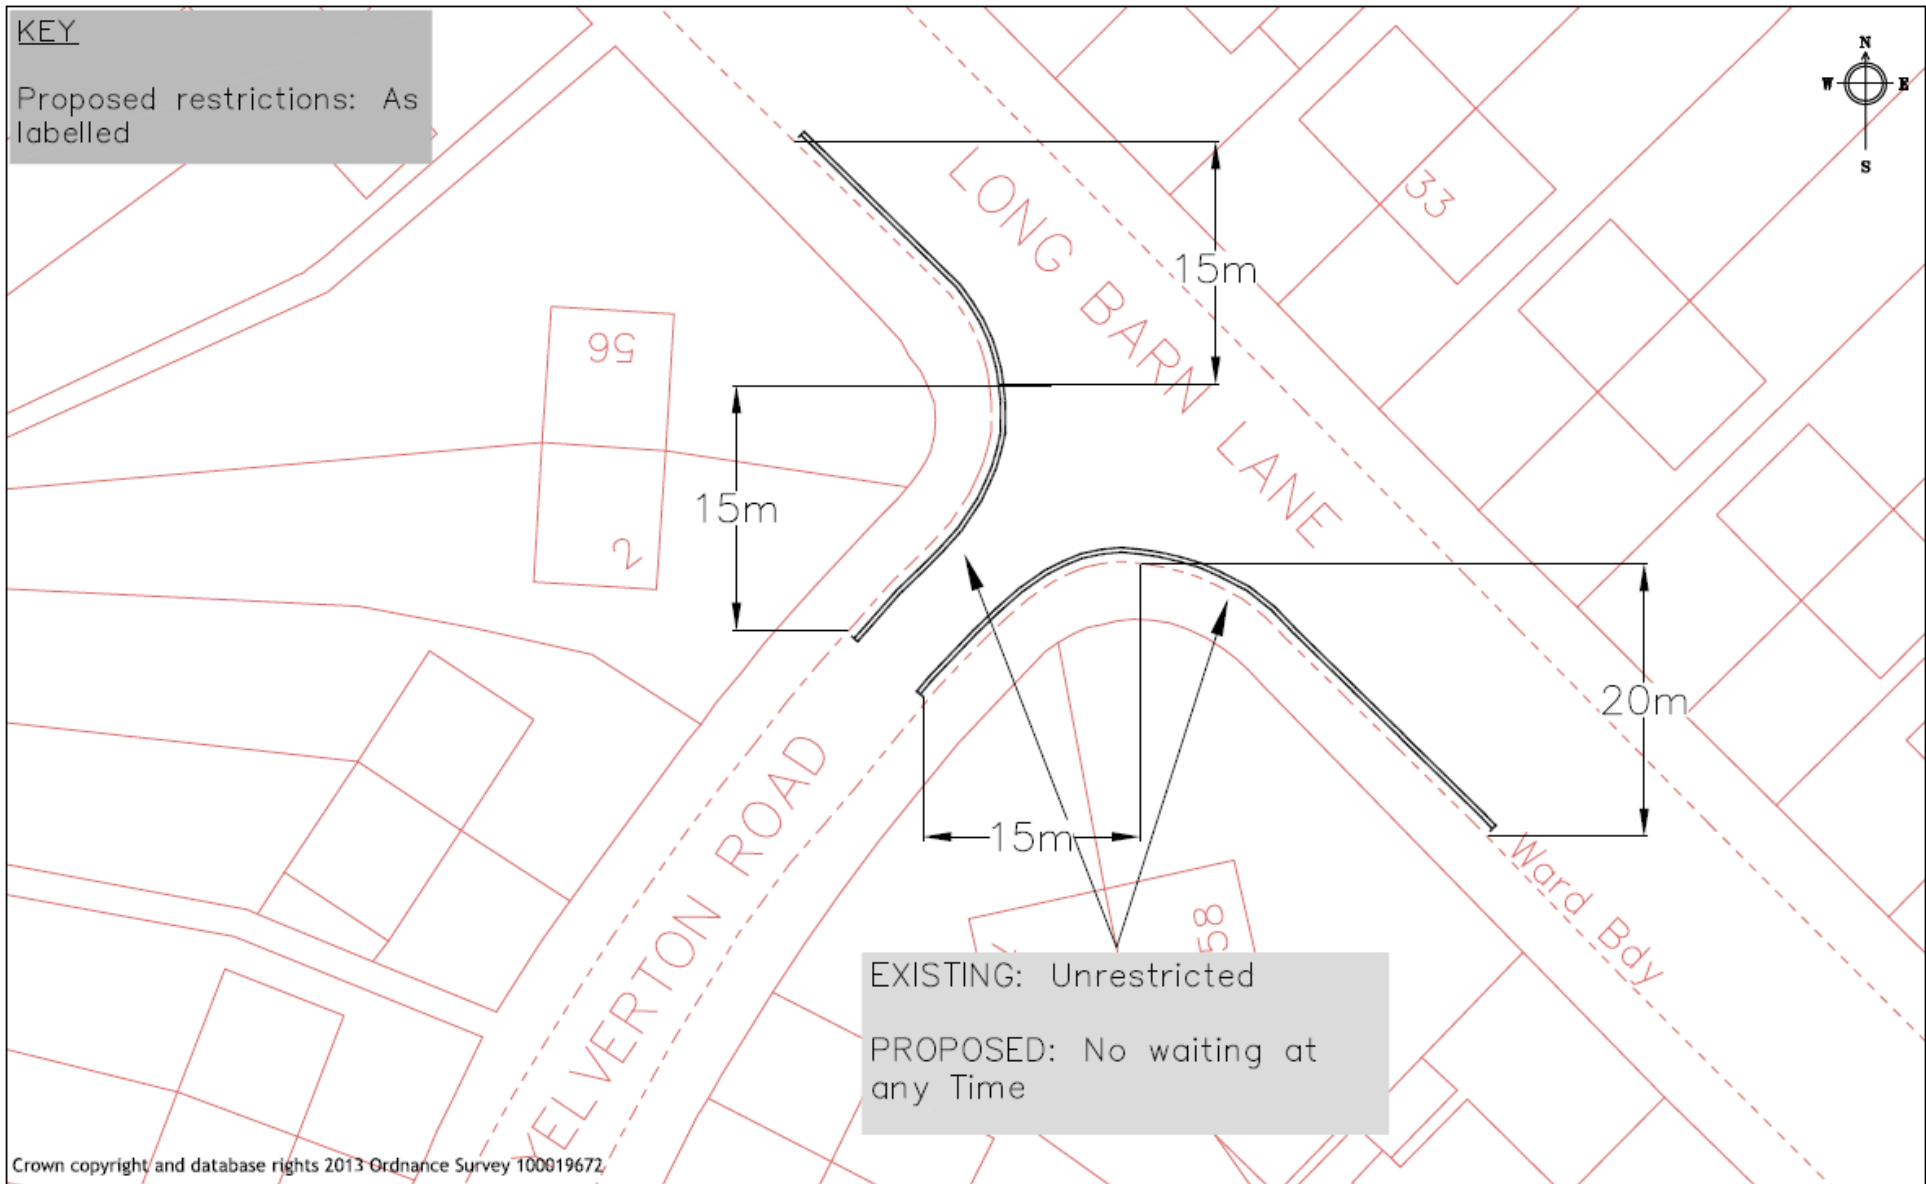 KEY
Proposed restrictions: As
labelled
N
W E
S
LONG BARN LANE
33
15m
56
15m
2
20m
15m
YELVERTON ROAD
Ward Bdy
58
EXISTING: Unrestricted
PROPOSED: No waiting at
any Time
Crown copyright and database rights 2013 Ordnance Survey 100019672